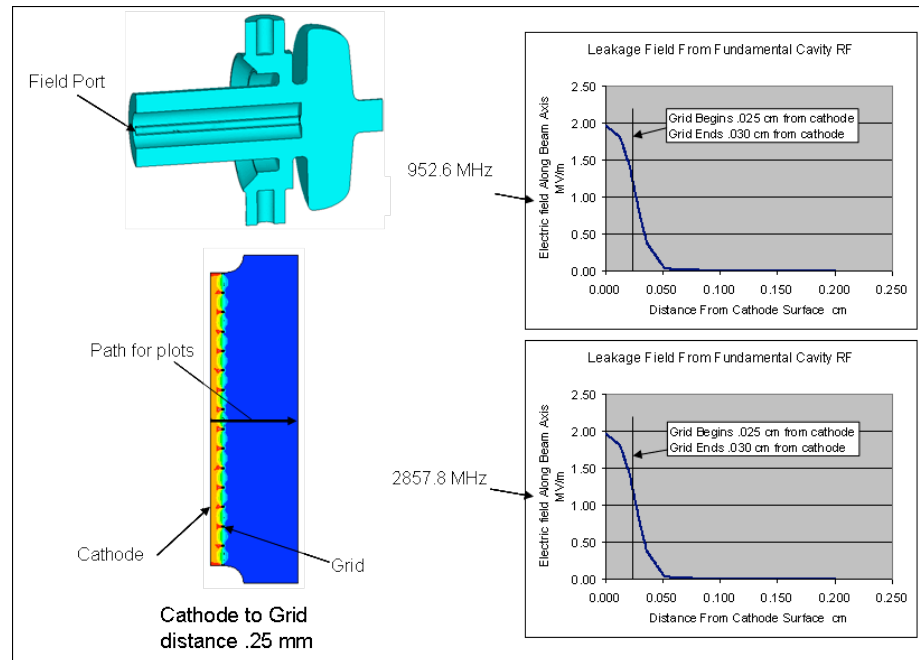 Field Port
Path for plots
Cathode
Grid
Cathode to Grid
distance .25 mm
952.6 MHz
Leakage Field From Fundamental Cavity RF
Electric field Along Beam Axis
MV/m
2.50
2.00
1.50
1.00
0.50
0.00
Grid Begins .025 cm from cathode
Grid Ends .030 cm from cathode
0.000 0.050 0.100 0.150 0.200 0.250
Distance From Cathode Surface cm
2857.8 MHz
Leakage Field From Fundamental Cavity RF
Electric field Along Beam Axis
MV/m
2.50
2.00
1.50
1.00
0.50
0.00
Grid Begins .025 cm from cathode
Grid Ends .030 cm from cathode
0.000 0.050 0.100 0.150 0.200 0.250
Distance From Cathode Surface cm